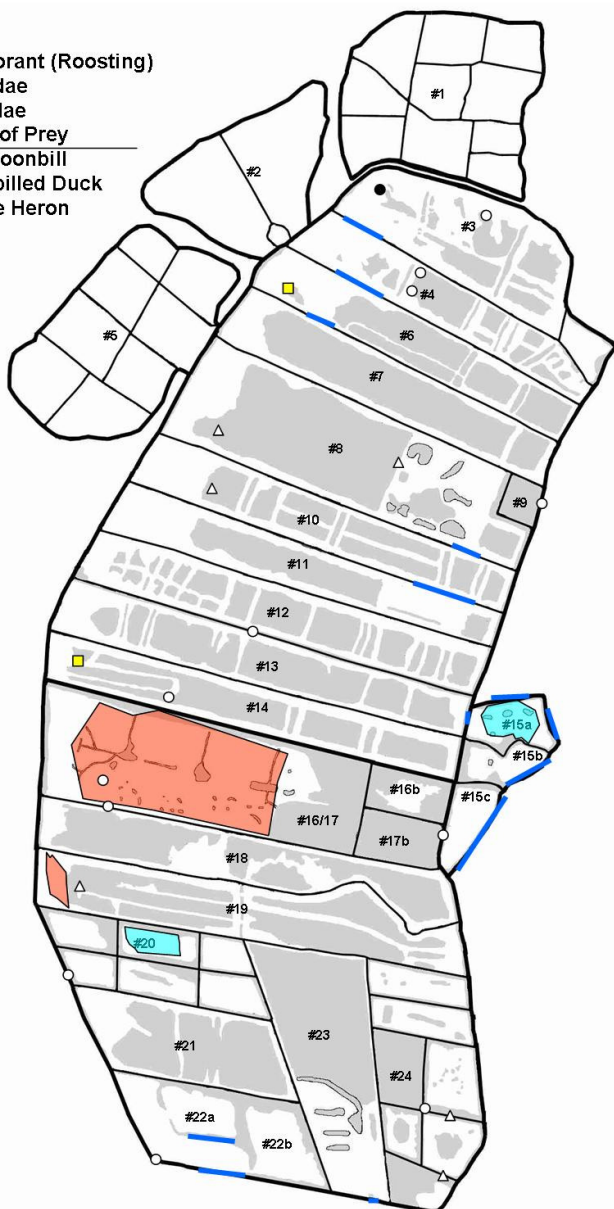 orant (Roosting)
dae
dae
of Prey
oonbill
billed Duck
e Heron
#1
#2
#3
#4
#5
#6
#7
#8
#9
#10
#11
#12
#13
#14
#15a
#15b
#15c
#16b
#16/17
#17b
#18
#19
#20
#21
#22a
#22b
#23
#24